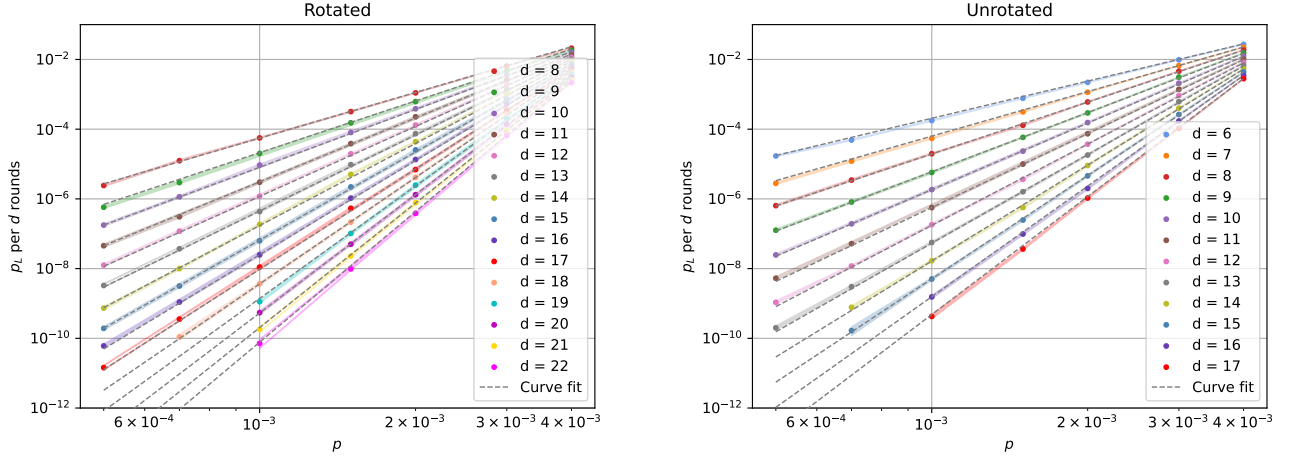 Rotated
10⁻²
10⁻⁴
10⁻⁶
10⁻⁸
10⁻¹⁰
10⁻¹²
p_L per d rounds
6 × 10⁻⁴
10⁻³
2 × 10⁻³
3 × 10⁻³
4 × 10⁻³
p
d = 8
d = 9
d = 10
d = 11
d = 12
d = 13
d = 14
d = 15
d = 16
d = 17
d = 18
d = 19
d = 20
d = 21
d = 22
Curve fit
Unrotated
10⁻²
10⁻⁴
10⁻⁶
10⁻⁸
10⁻¹⁰
10⁻¹²
p_L per d rounds
6 × 10⁻⁴
10⁻³
2 × 10⁻³
3 × 10⁻³
4 × 10⁻³
p
d = 6
d = 7
d = 8
d = 9
d = 10
d = 11
d = 12
d = 13
d = 14
d = 15
d = 16
d = 17
Curve fit